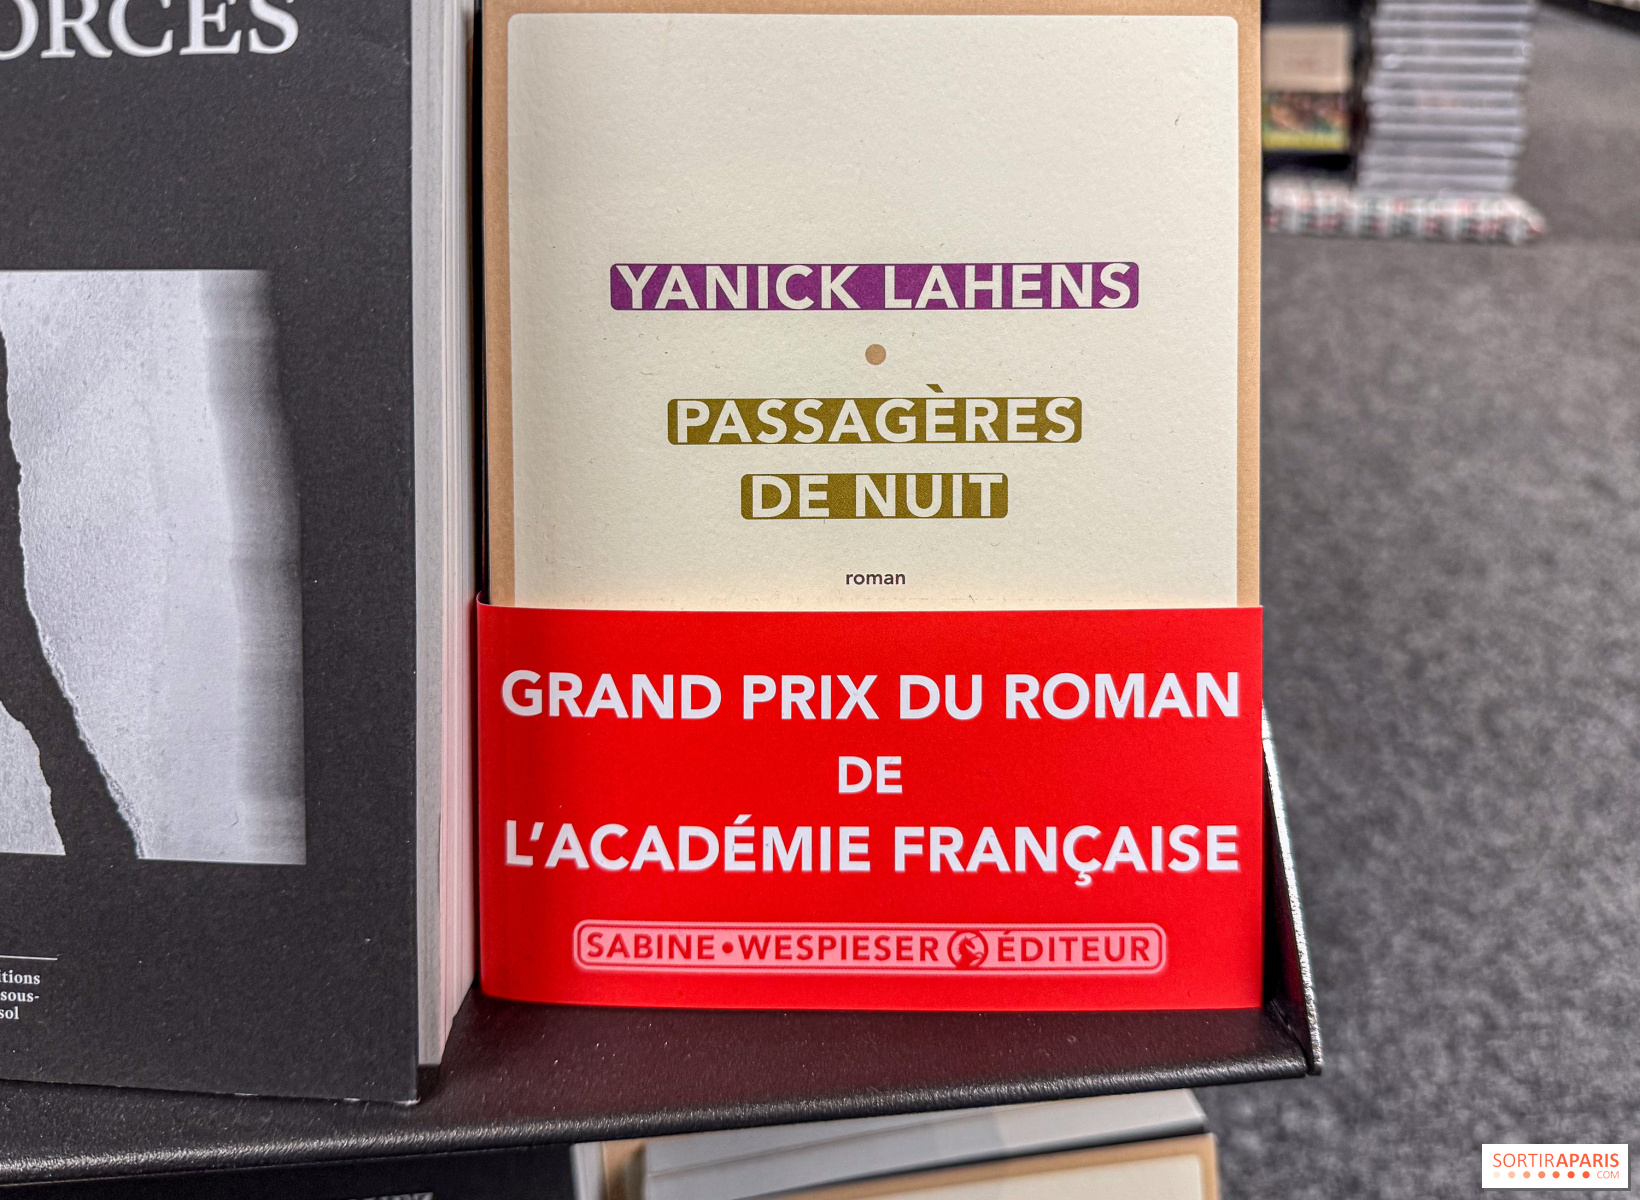 YANICK LAHENS
PASSAGÈRES
DE NUIT
roman
GRAND PRIX DU ROMAN
DE
L'ACADÉMIE FRANÇAISE
SABINE•WESPIESER ÉDITEUR
ORCES
itions
sous-
sol
SORTIRAPARIS
.COM